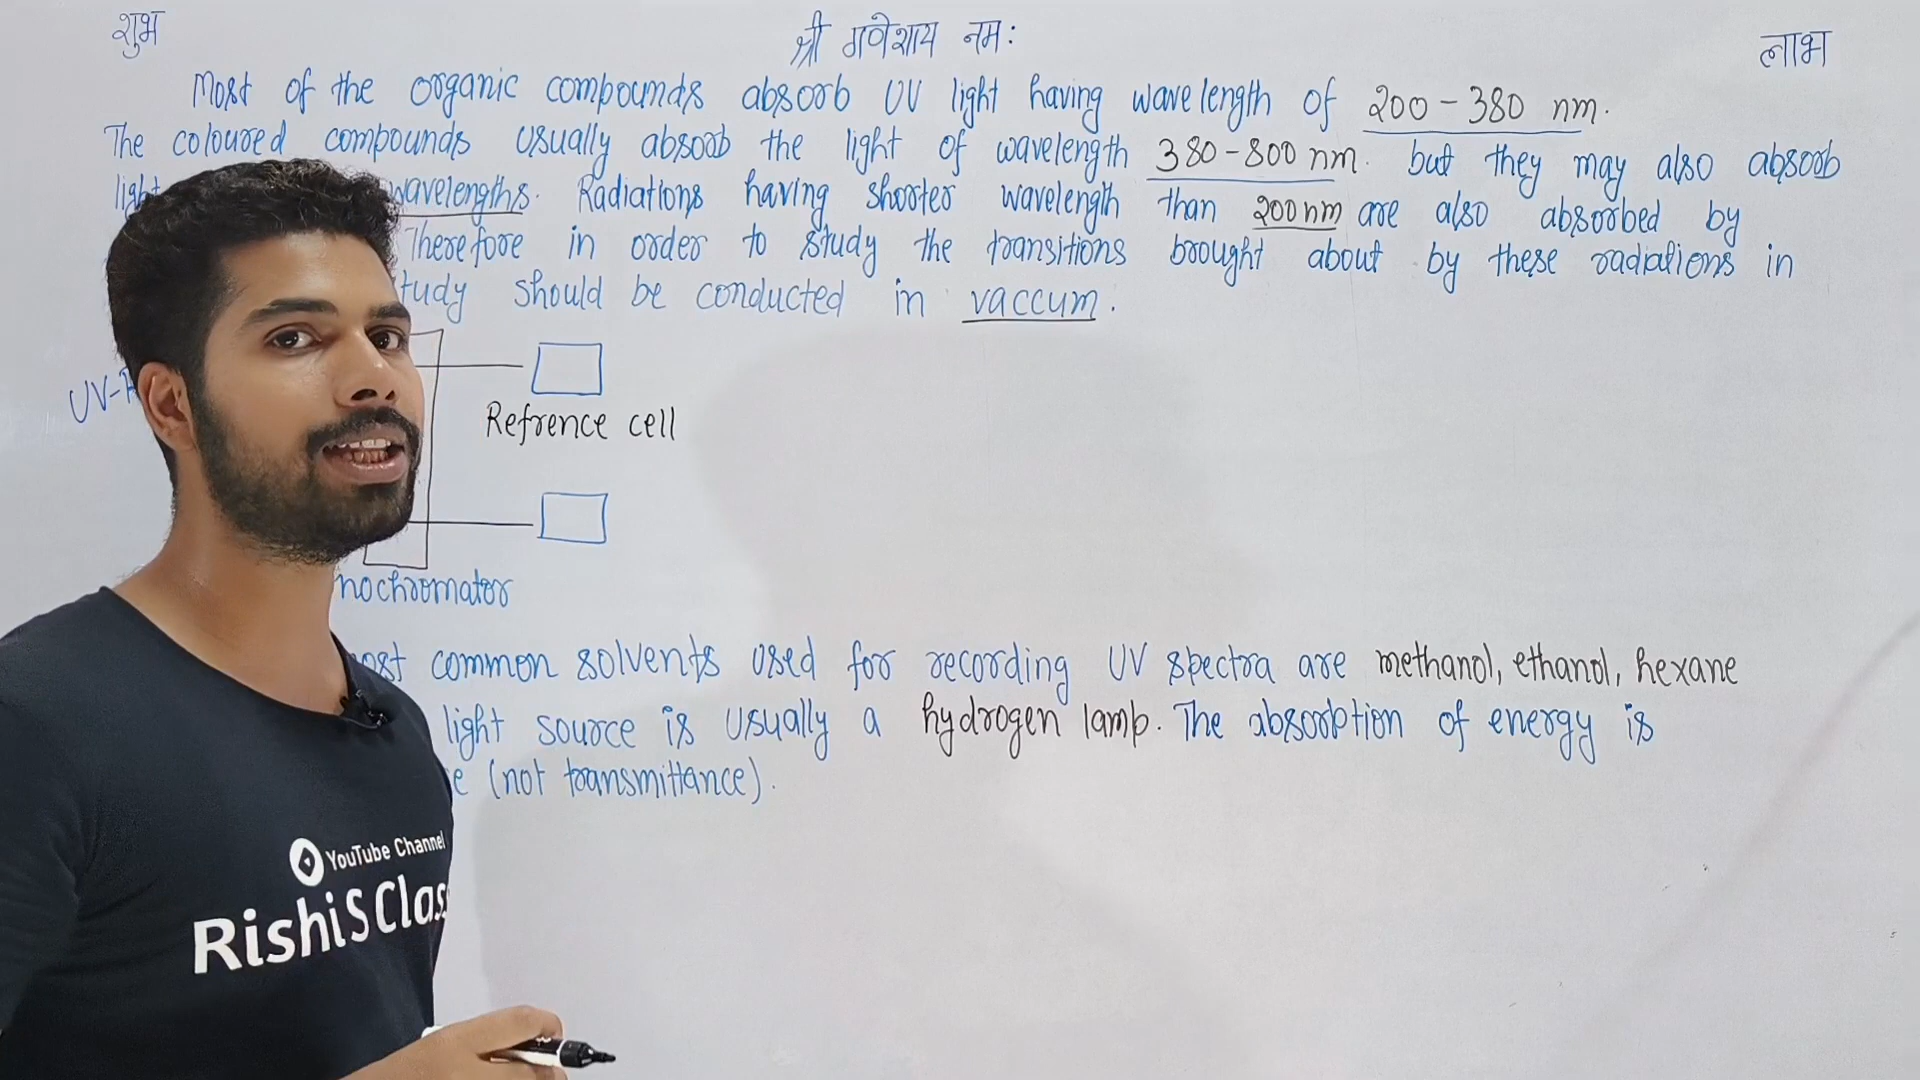 शुभ श्री गणेशाय नम: लाभ
Most of the organic compounds absorb UV light having wavelength of 200-380 nm.
The coloured compounds usually absorb the light of wavelength 380-800 nm. but they may also absorb
light wavelengths. Radiations having shorter wavelength than 200nm are also absorbed by
Therefore in order to study the transitions brought about by these radiations in
tudy should be conducted in vaccum.
UV-
Refrence cell
nochromator
ost common solvents used for recording UV spectra are methanol, ethanol, hexane
light source is usually a hydrogen lamp. The absorption of energy is
e (not transmittance).
YouTube Channel
RishiS Clas